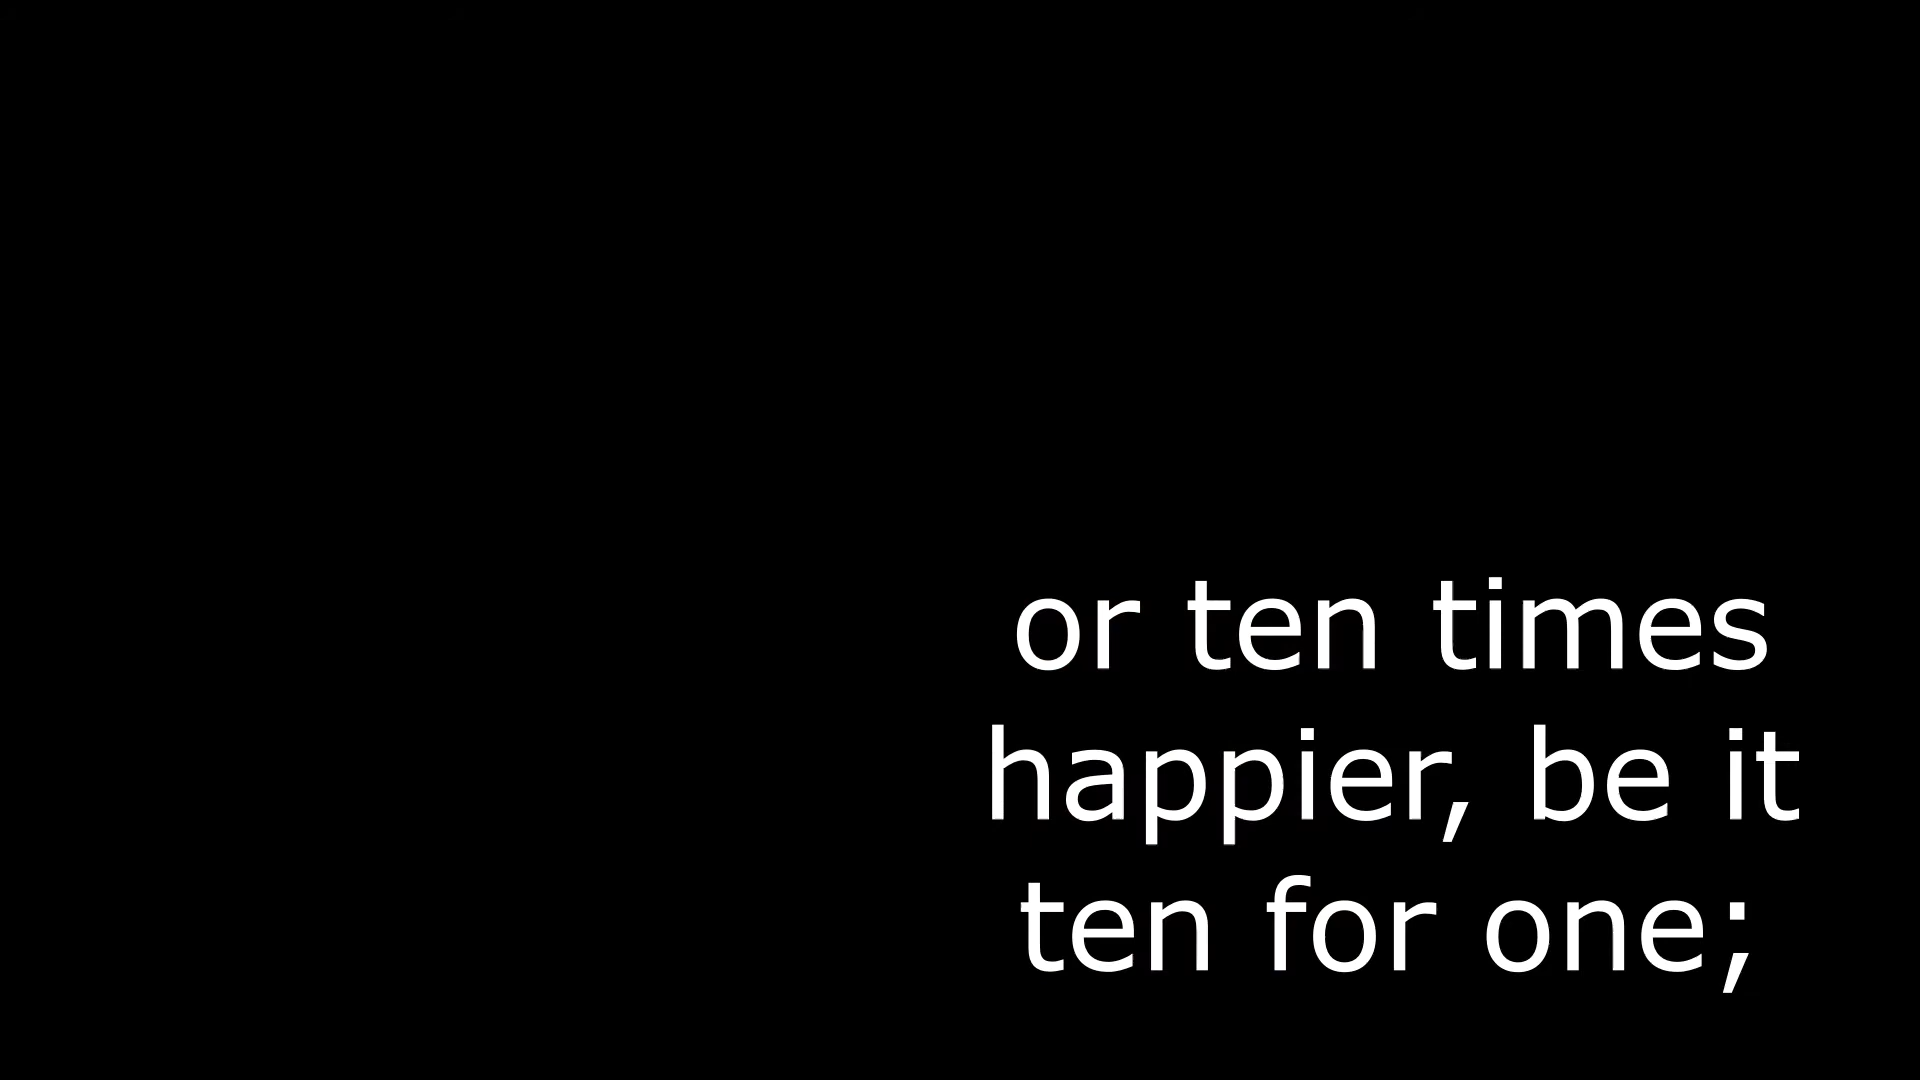 or ten times
happier, be it
ten for one;